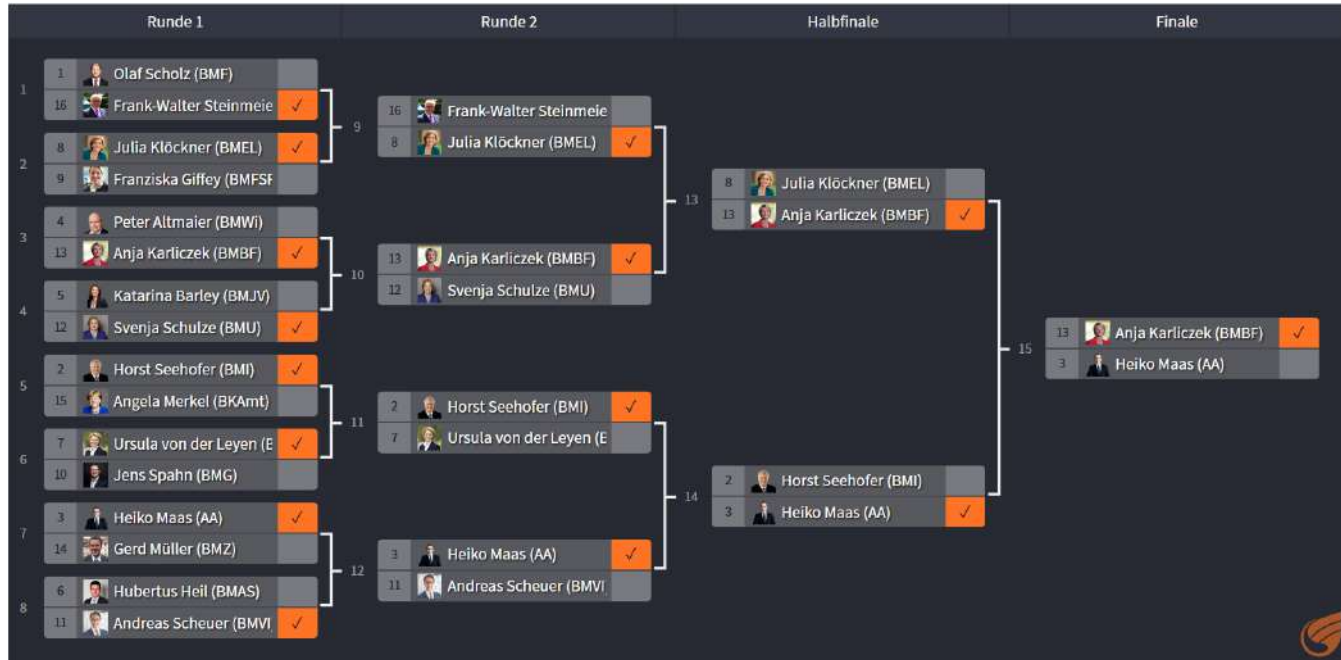 Runde 1
Runde 2
Halbfinale
Finale
1
1 Olaf Scholz (BMF)
16 Frank-Walter Steinmeie ✓
2
8 Julia Klöckner (BMEL) ✓
9 Franziska Giffey (BMFSF
3
4 Peter Altmaier (BMWi)
13 Anja Karliczek (BMBF) ✓
4
5 Katarina Barley (BMJV)
12 Svenja Schulze (BMU) ✓
5
2 Horst Seehofer (BMI) ✓
15 Angela Merkel (BKAmt)
6
7 Ursula von der Leyen (E ✓
10 Jens Spahn (BMG)
7
3 Heiko Maas (AA) ✓
14 Gerd Müller (BMZ)
8
6 Hubertus Heil (BMAS)
11 Andreas Scheuer (BMVI ✓
9
16 Frank-Walter Steinmeie
8 Julia Klöckner (BMEL) ✓
10
13 Anja Karliczek (BMBF) ✓
12 Svenja Schulze (BMU)
11
2 Horst Seehofer (BMI) ✓
7 Ursula von der Leyen (E
12
3 Heiko Maas (AA) ✓
11 Andreas Scheuer (BMVI
13
8 Julia Klöckner (BMEL)
13 Anja Karliczek (BMBF) ✓
14
2 Horst Seehofer (BMI)
3 Heiko Maas (AA) ✓
15
13 Anja Karliczek (BMBF) ✓
3 Heiko Maas (AA)